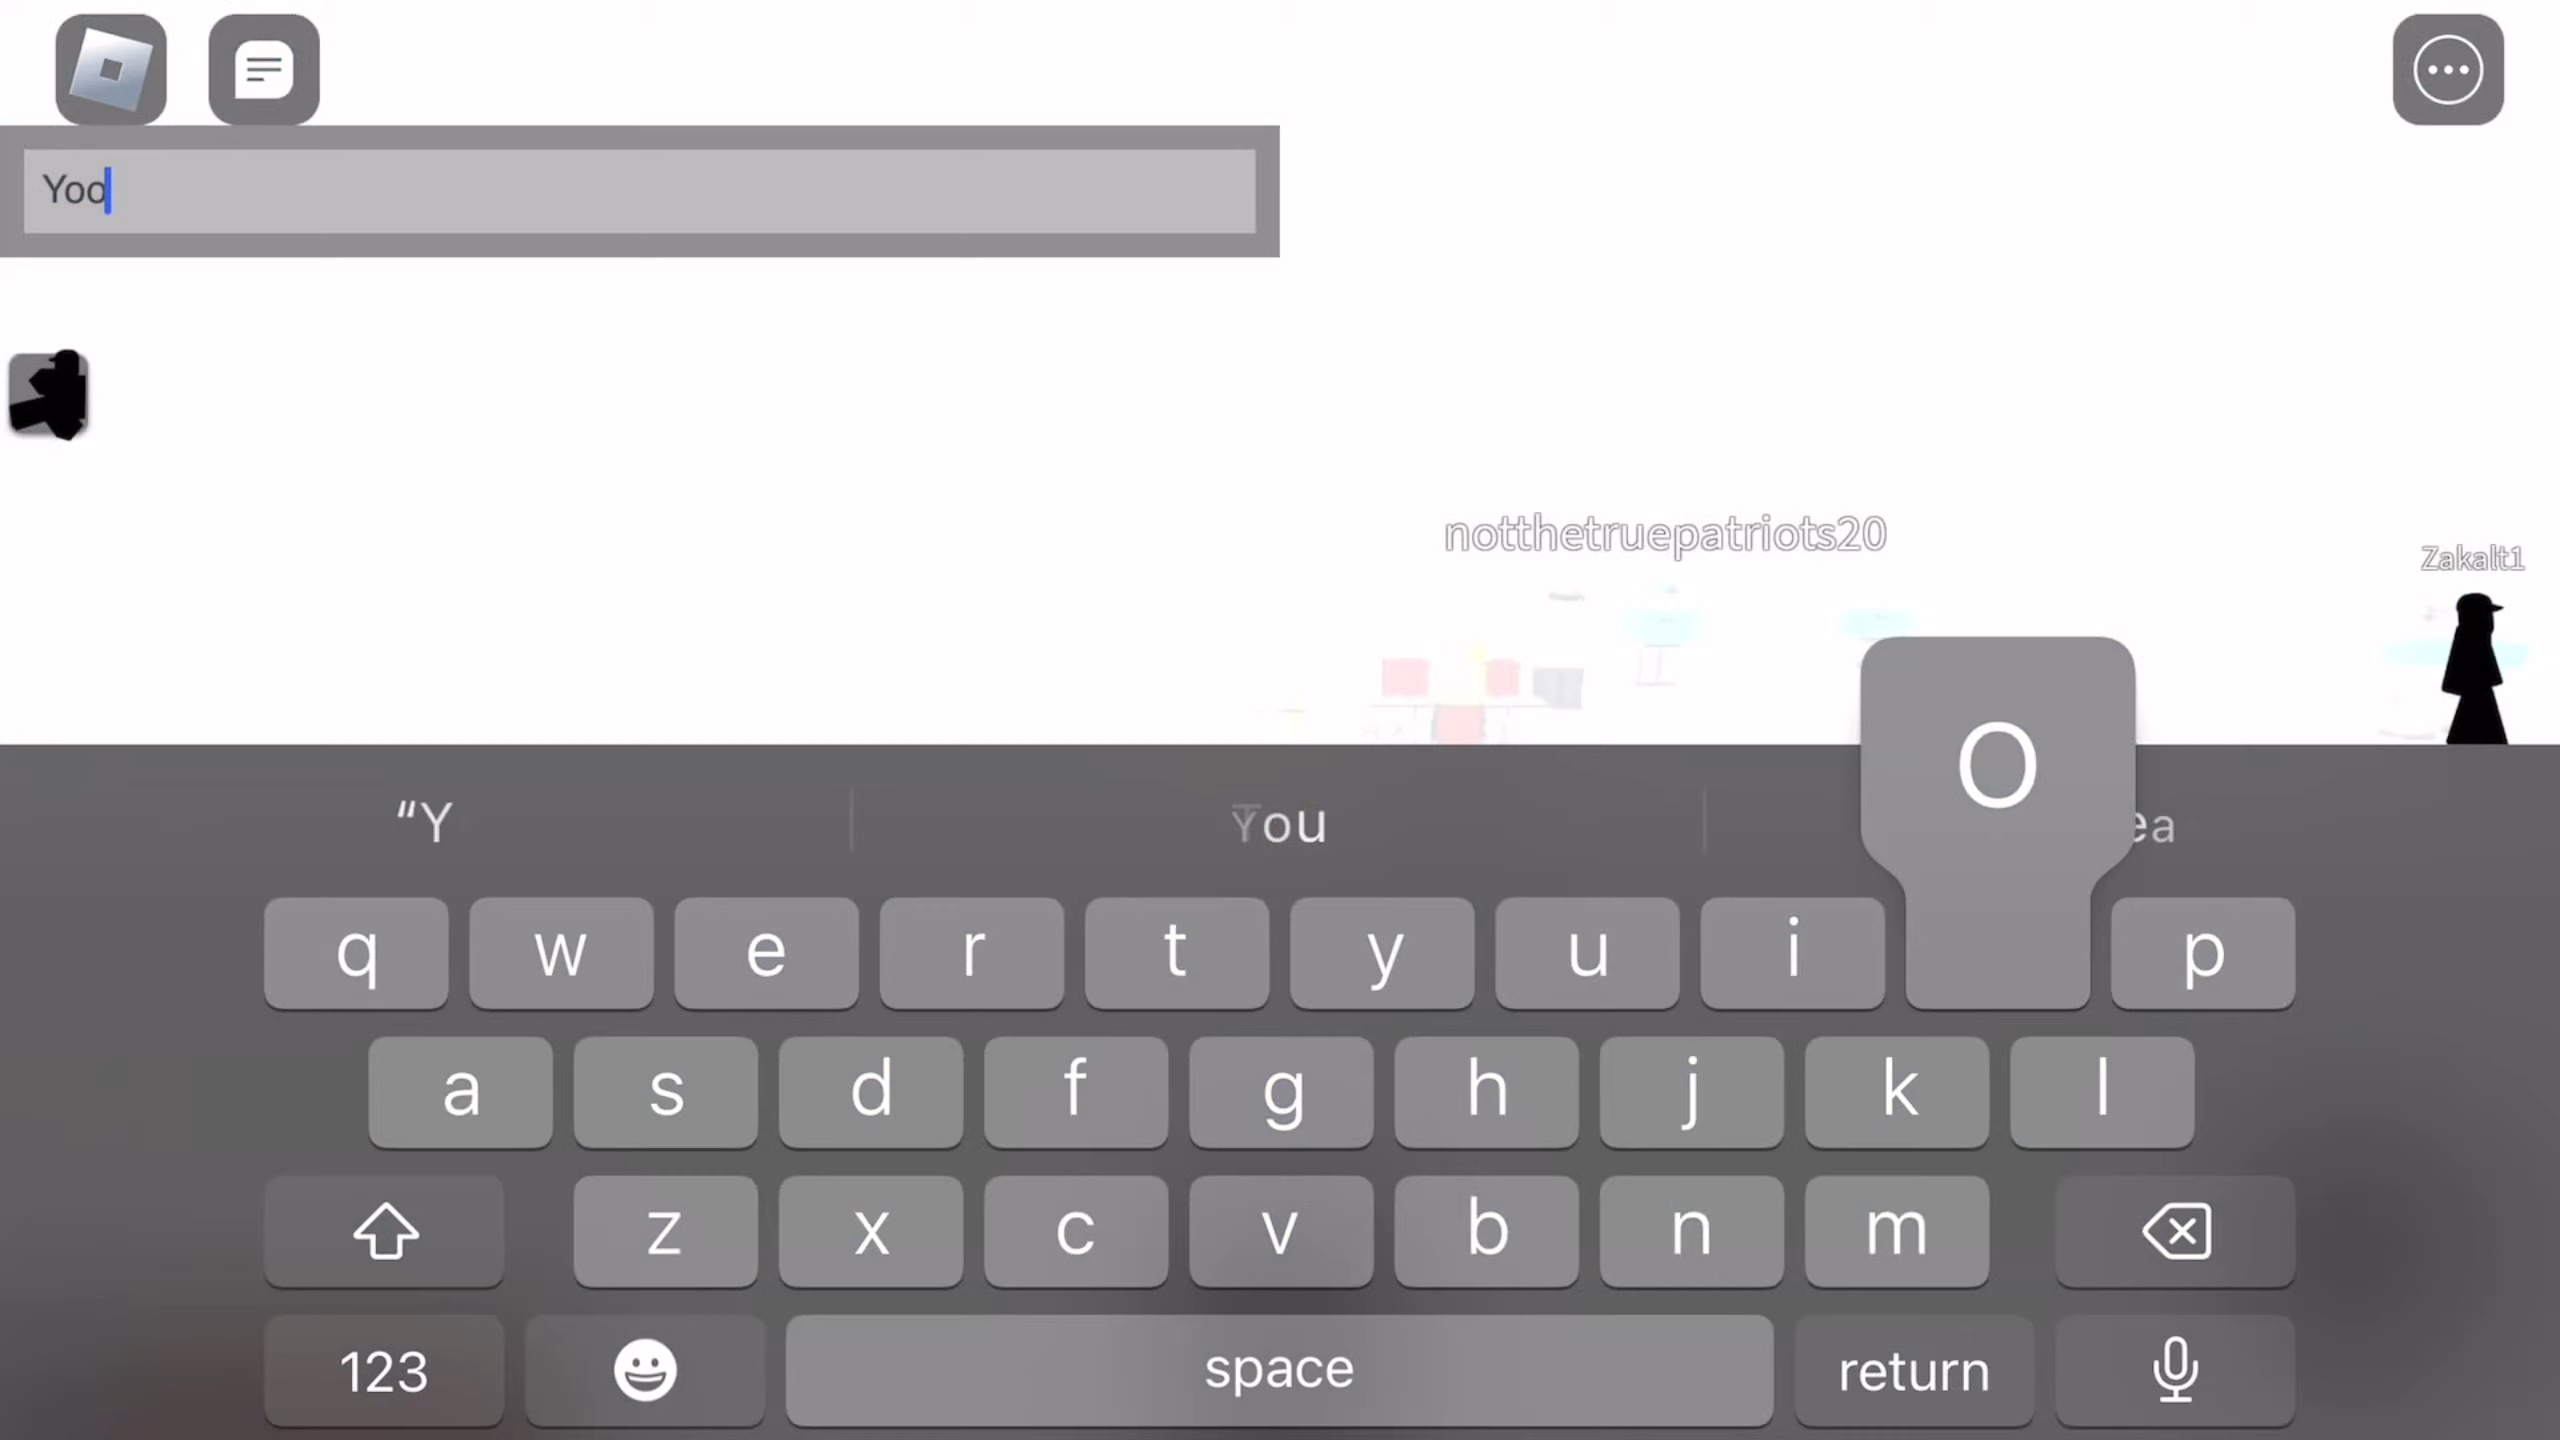 Yoo
notthetruepatriots20
Zakalt1
“Y
You
ea
O
q w e r t y u i p
a s d f g h j k l
z x c v b n m
123 space return